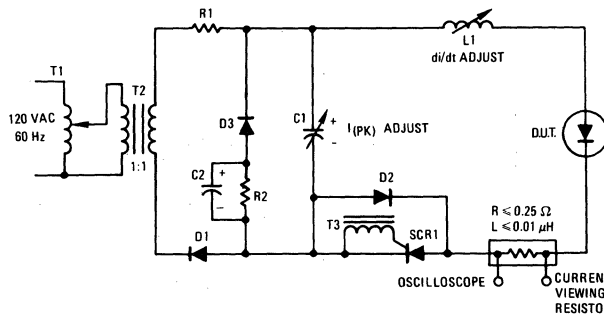 R1
L1
di/dt ADJUST
T1
T2
120 VAC
60 Hz
1:1
D3
C1
+
-
I(PK) ADJUST
D.U.T.
C2
+
-
R2
D2
T3
R ≤ 0.25 Ω
L ≤ 0.01 μH
D1
SCR1
OSCILLOSCOPE
CURREN
VIEWING
RESISTO